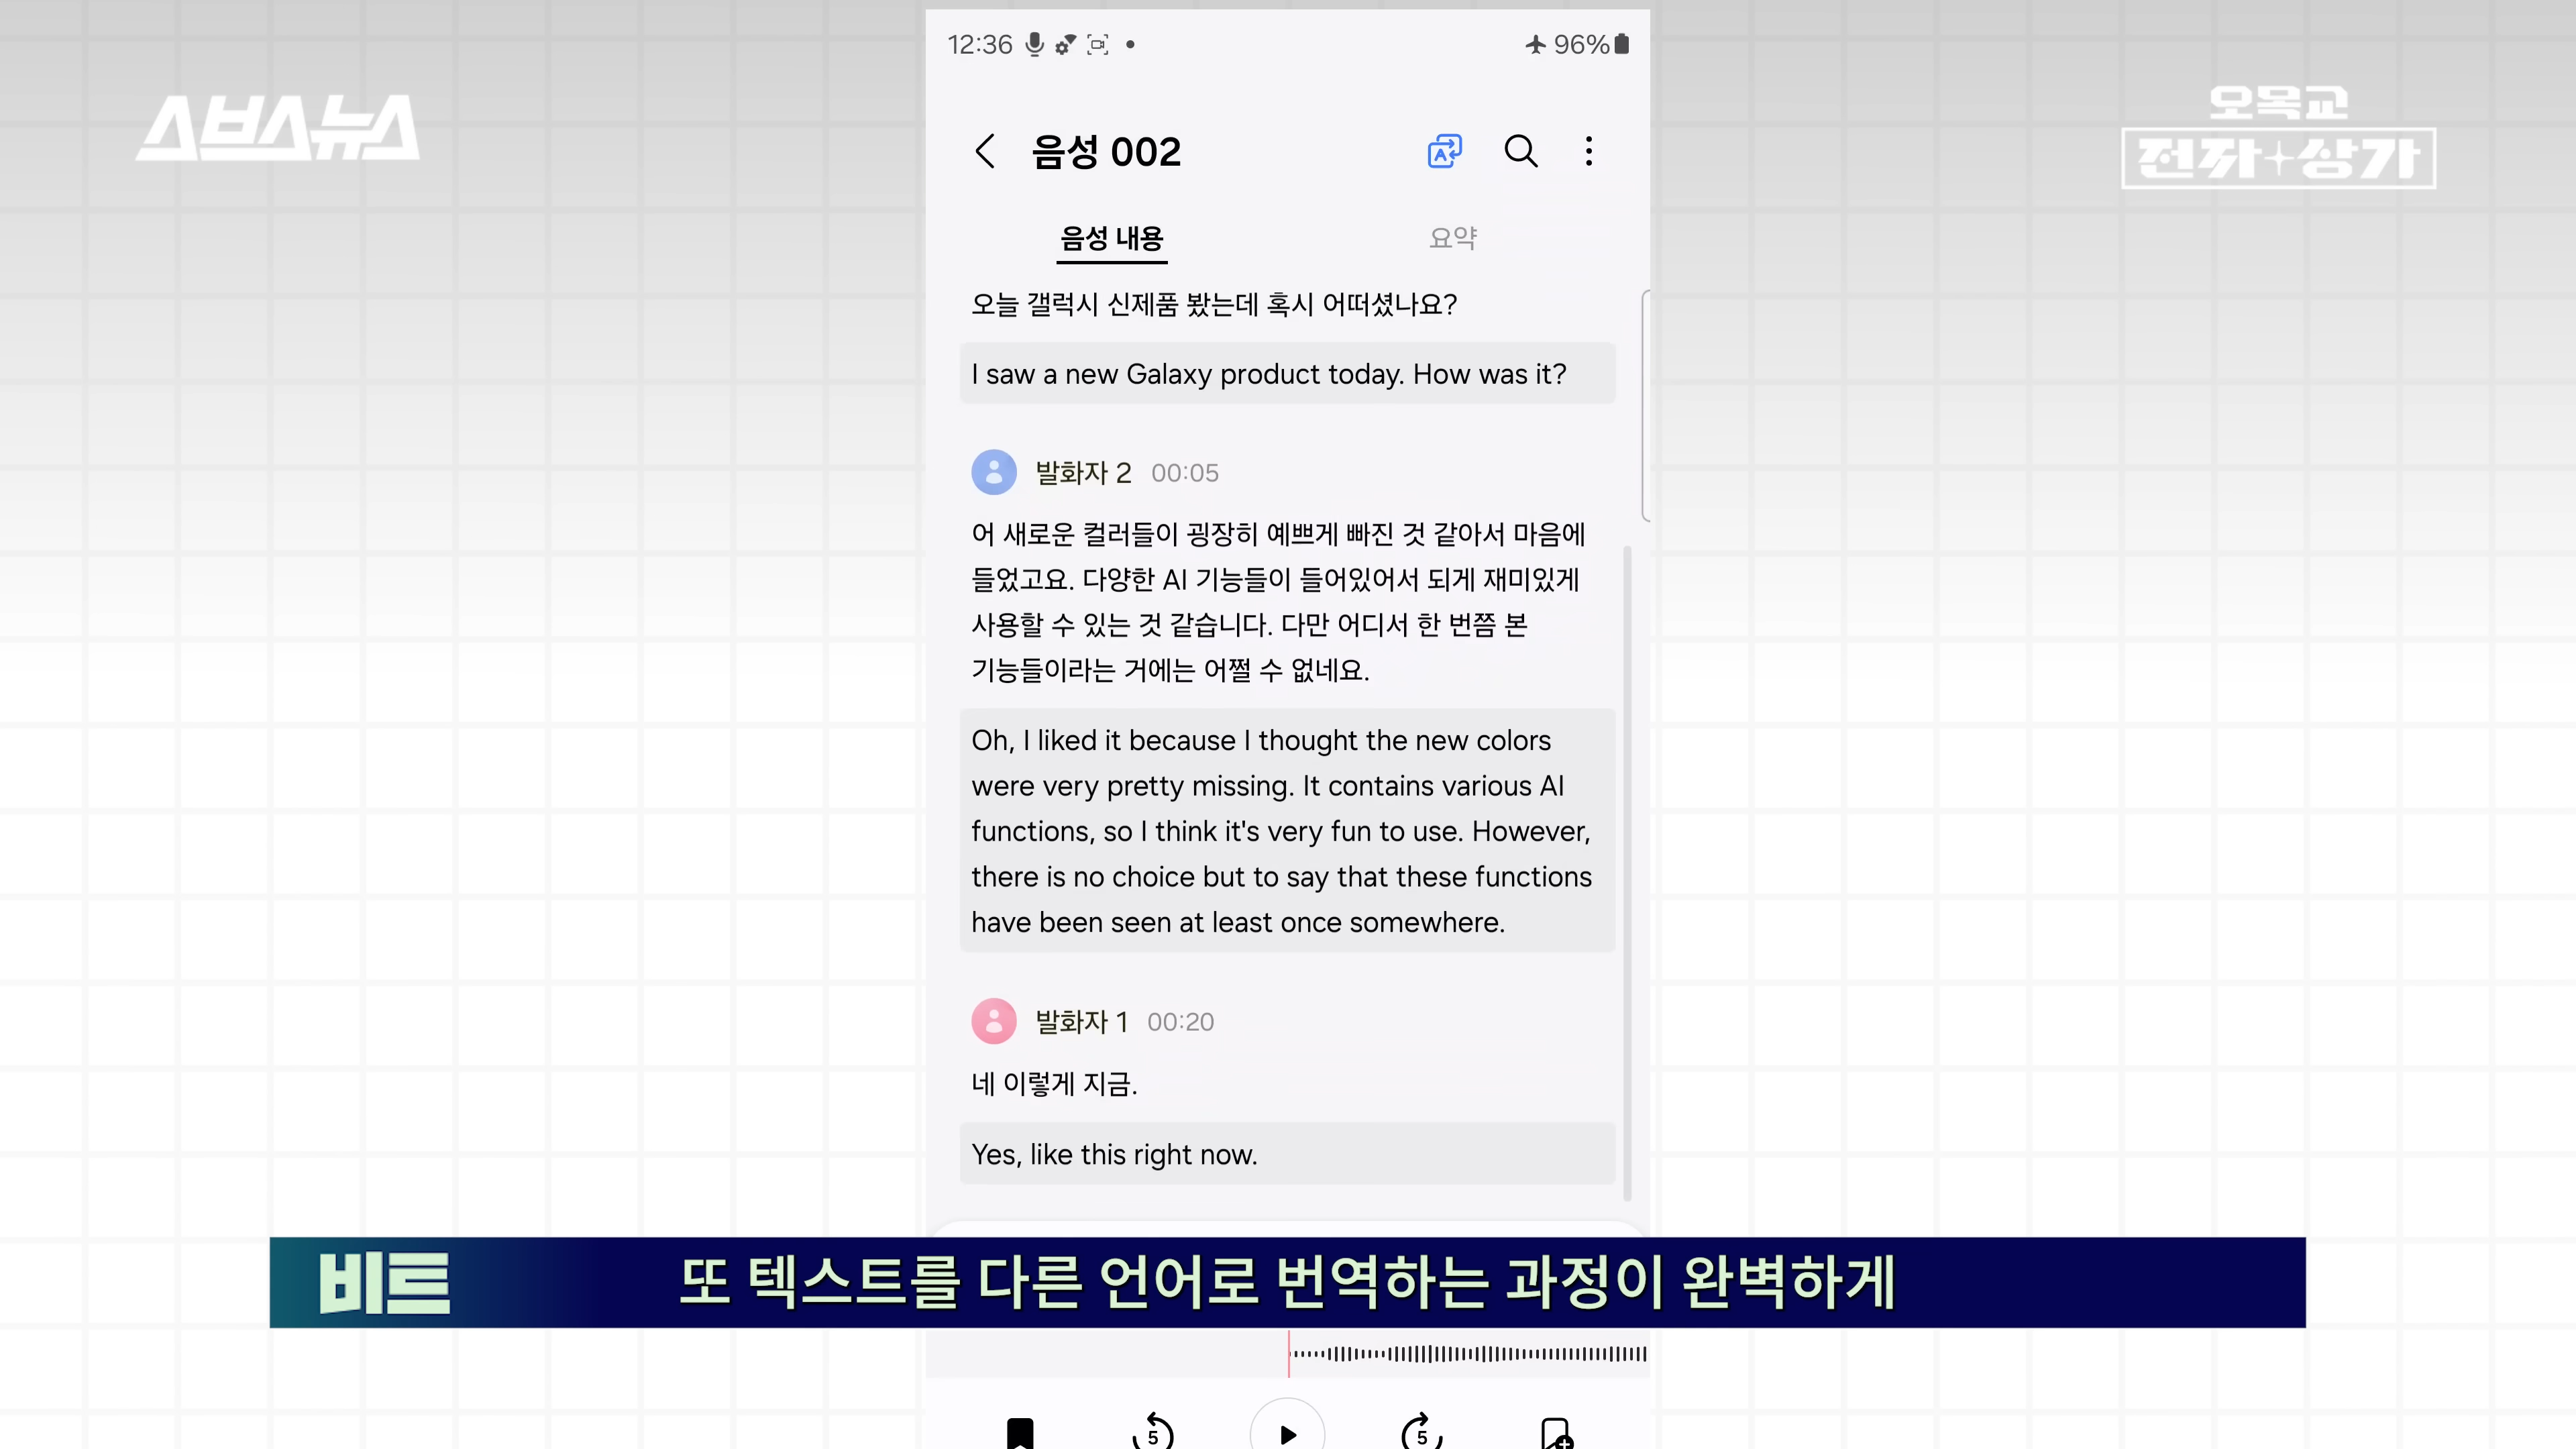 12:36
96%
스브스뉴스
오목교
전자상가
음성 002
음성 내용
요약
오늘 갤럭시 신제품 봤는데 혹시 어떠셨나요?
I saw a new Galaxy product today. How was it?
발화자 2 00:05
어 새로운 컬러들이 굉장히 예쁘게 빠진 것 같아서 마음에
들었고요. 다양한 AI 기능들이 들어있어서 되게 재미있게
사용할 수 있는 것 같습니다. 다만 어디서 한 번쯤 본
기능들이라는 거에는 어쩔 수 없네요.
Oh, I liked it because I thought the new colors
were very pretty missing. It contains various AI
functions, so I think it's very fun to use. However,
there is no choice but to say that these functions
have been seen at least once somewhere.
발화자 1 00:20
네 이렇게 지금.
Yes, like this right now.
비트
또 텍스트를 다른 언어로 번역하는 과정이 완벽하게
5
5